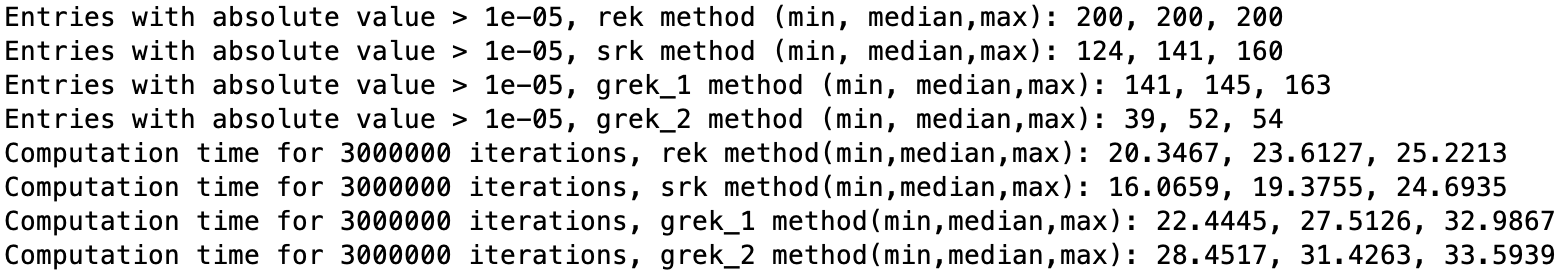 Entries with absolute value > 1e-05, rek method (min, median,max): 200, 200, 200
Entries with absolute value > 1e-05, srk method (min, median,max): 124, 141, 160
Entries with absolute value > 1e-05, grek_1 method (min, median,max): 141, 145, 163
Entries with absolute value > 1e-05, grek_2 method (min, median,max): 39, 52, 54
Computation time for 3000000 iterations, rek method(min,median,max): 20.3467, 23.6127, 25.2213
Computation time for 3000000 iterations, srk method(min,median,max): 16.0659, 19.3755, 24.6935
Computation time for 3000000 iterations, grek_1 method(min,median,max): 22.4445, 27.5126, 32.9867
Computation time for 3000000 iterations, grek_2 method(min,median,max): 28.4517, 31.4263, 33.5939